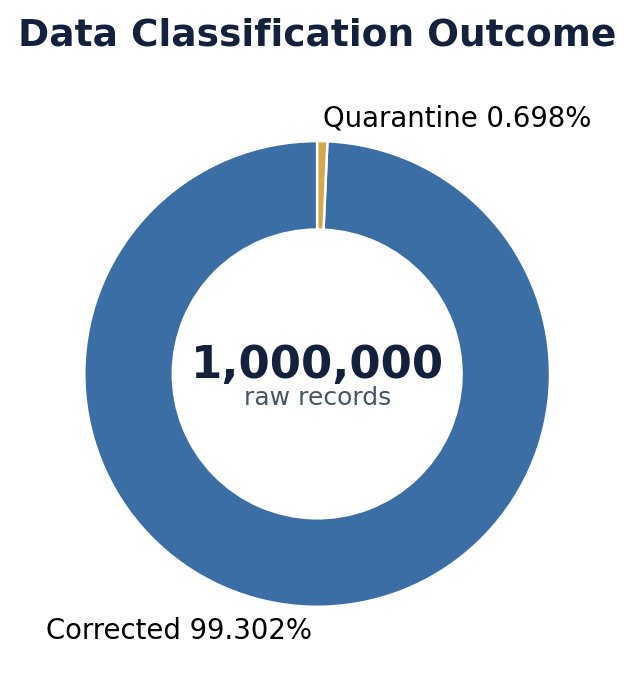 Data Classification Outcome
Quarantine 0.698%
1,000,000
raw records
Corrected 99.302%